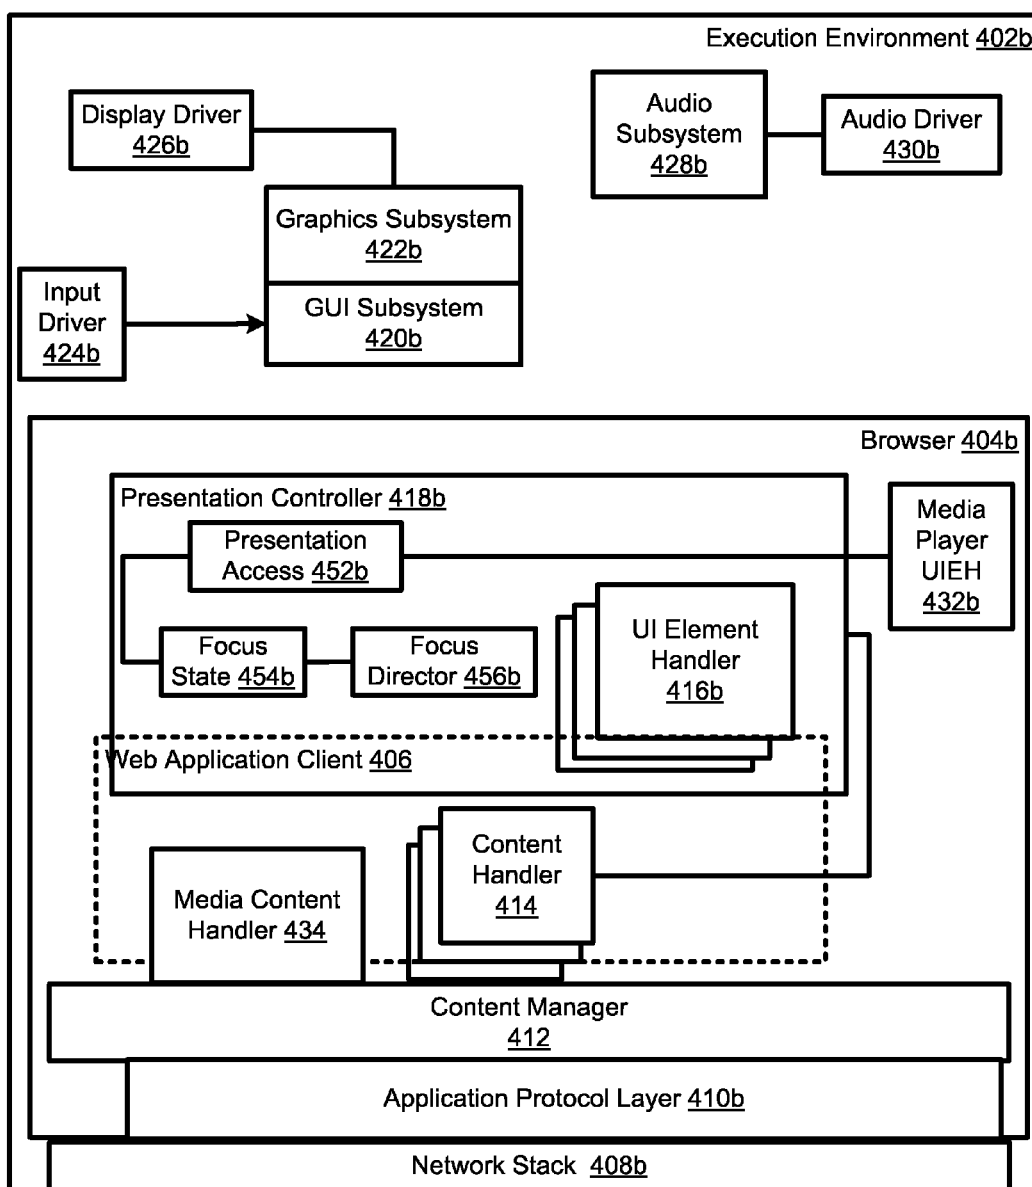 Execution Environment 402b
Display Driver
426b
Audio
Subsystem
428b
Audio Driver
430b
Graphics Subsystem
422b
Input
Driver
424b
GUI Subsystem
420b
Browser 404b
Presentation Controller 418b
Presentation
Access 452b
Media
Player
UIEH
432b
Focus
State 454b
Focus
Director 456b
UI Element
Handler
416b
Web Application Client 406
Content
Handler
414
Media Content
Handler 434
Content Manager
412
Application Protocol Layer 410b
Network Stack 408b